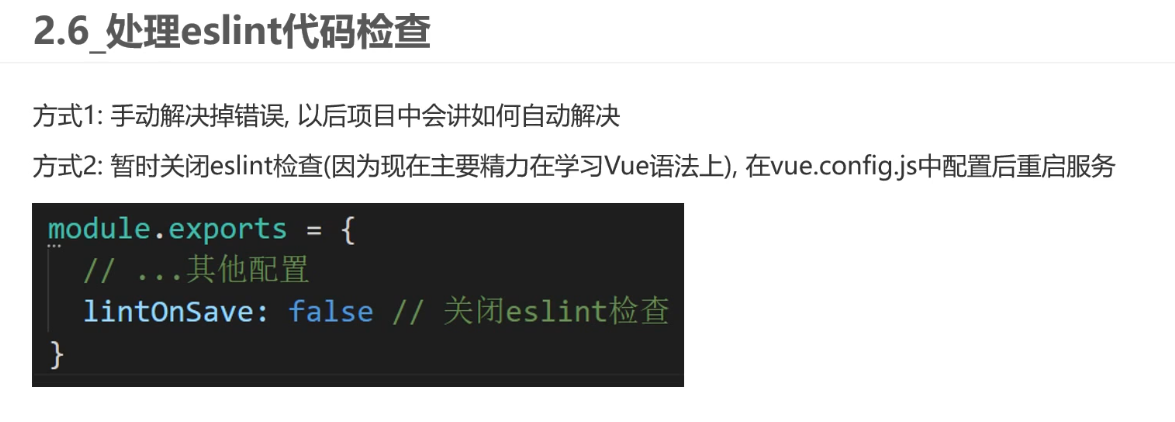 2.6_处理eslint代码检查
方式1: 手动解决掉错误, 以后项目中会讲如何自动解决
方式2: 暂时关闭eslint检查(因为现在主要精力在学习Vue语法上), 在vue.config.js中配置后重启服务
module.exports = {
  // ...其他配置
  lintOnSave: false // 关闭eslint检查
}